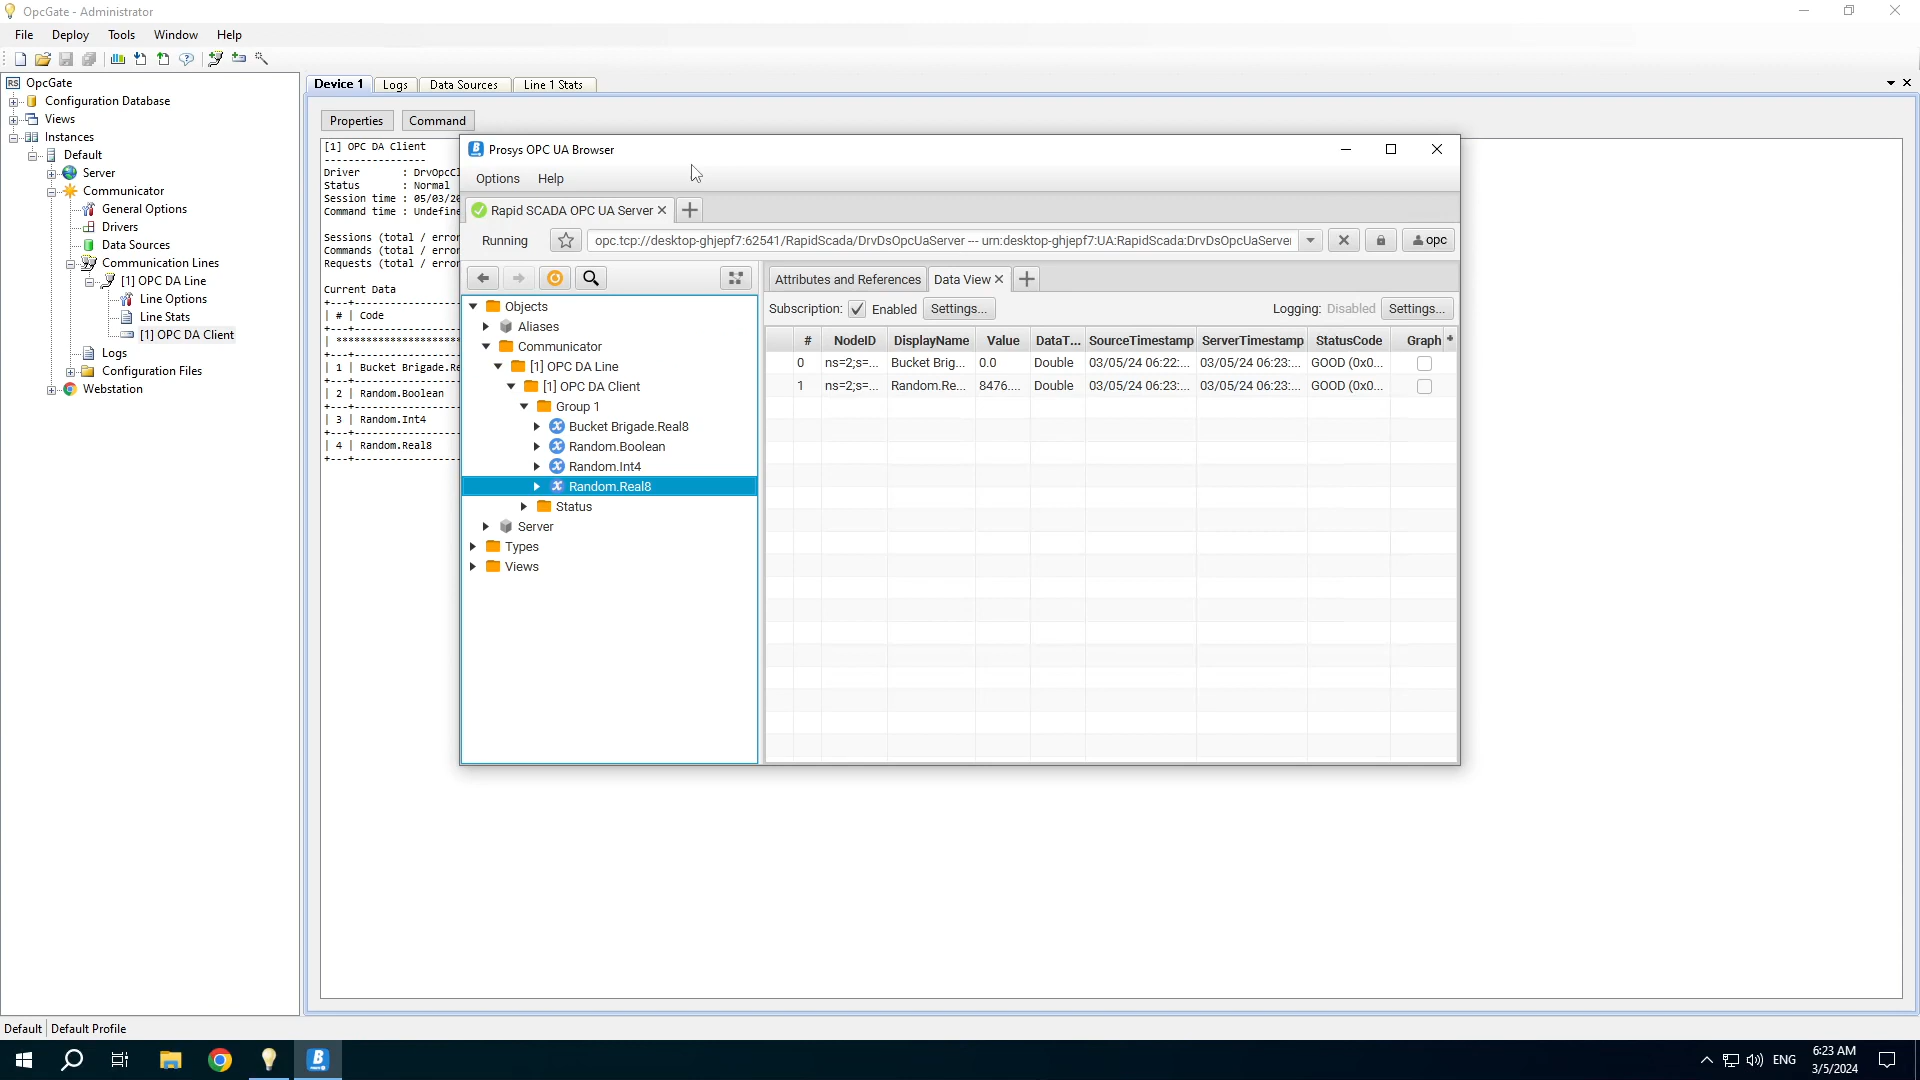 OpcGate - Administrator
File Deploy Tools Window Help
OpcGate
Configuration Database
Views
Instances
Default
Server
Communicator
General Options
Drivers
Data Sources
Communication Lines
[1] OPC DA Line
Line Options
Line Stats
[1] OPC DA Client
Logs
Configuration Files
Webstation
Device 1 Logs Data Sources Line 1 Stats
Properties Command
[1] OPC DA Client
-----------------
Driver : DrvOpcCl
Status : Normal
Session time : 05/03/20
Command time : Undefine
Sessions (total / error
Commands (total / error
Requests (total / error
Current Data
| # | Code
| *********************
| 1 | Bucket Brigade.Re
| 2 | Random.Boolean
| 3 | Random.Int4
| 4 | Random.Real8
Prosys OPC UA Browser
Options Help
Rapid SCADA OPC UA Server
Running opc.tcp://desktop-ghjepf7:62541/RapidScada/DrvDsOpcUaServer --- urn:desktop-ghjepf7:UA:RapidScada:DrvDsOpcUaServer opc
Objects
Aliases
Communicator
[1] OPC DA Line
[1] OPC DA Client
Group 1
Bucket Brigade.Real8
Random.Boolean
Random.Int4
Random.Real8
Status
Server
Types
Views
Attributes and References Data View
Subscription: Enabled Settings... Logging: Disabled Settings...
# NodeID DisplayName Value DataT... SourceTimestamp ServerTimestamp StatusCode Graph
0 ns=2;s=... Bucket Brig... 0.0 Double 03/05/24 06:22:... 03/05/24 06:23:... GOOD (0x0...
1 ns=2;s=... Random.Re... 8476.... Double 03/05/24 06:23:... 03/05/24 06:23:... GOOD (0x0...
Default Default Profile
ENG
6:23 AM
3/5/2024